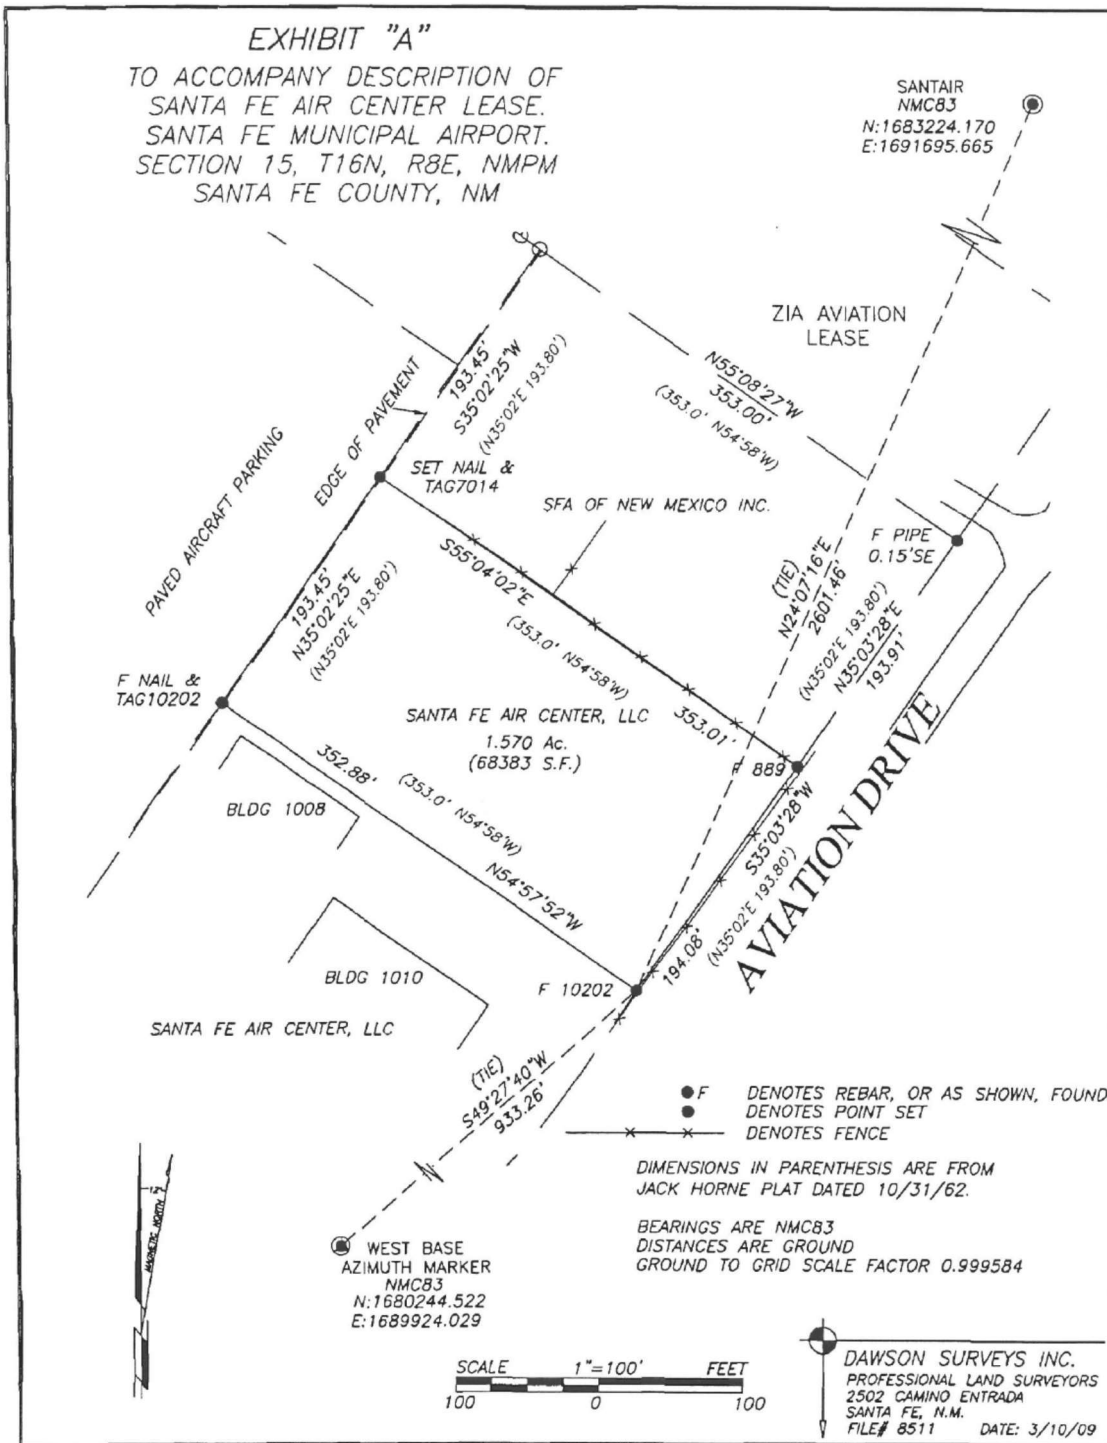 EXHIBIT "A"
TO ACCOMPANY DESCRIPTION OF
SANTA FE AIR CENTER LEASE.
SANTA FE MUNICIPAL AIRPORT.
SECTION 15, T16N, R8E, NMPM
SANTA FE COUNTY, NM
SANTAIR
NMC83
N:1683224.170
E:1691695.665
ZIA AVIATION
LEASE
193.45'
S35°02'25"W
(N35°02'E 193.80')
N55°08'27"W
353.00'
(353.0' N54°58'W)
EDGE OF PAVEMENT
PAVED AIRCRAFT PARKING
SET NAIL &
TAG7014
SFA OF NEW MEXICO INC.
F PIPE
0.15'SE
S55°04'02"E
(353.0' N54°58'W)
353.01'
(TIE)
N24°07'16"E
2601.46'
(N35°02'E 193.80')
N35°03'28"E
193.91'
193.45'
N35°02'25"E
(N35°02'E 193.80')
F NAIL &
TAG10202
SANTA FE AIR CENTER, LLC
1.570 Ac.
(68383 S.F.)
F 889
352.88'
(353.0' N54°58'W)
N54°57'52"W
BLDG 1008
S35°03'28"W
(N35°02'E 193.80')
194.08'
AVIATION DRIVE
BLDG 1010
F 10202
SANTA FE AIR CENTER, LLC
(TIE)
S49°27'40"W
933.26'
F DENOTES REBAR, OR AS SHOWN, FOUND
DENOTES POINT SET
DENOTES FENCE
DIMENSIONS IN PARENTHESIS ARE FROM
JACK HORNE PLAT DATED 10/31/62.
BEARINGS ARE NMC83
DISTANCES ARE GROUND
GROUND TO GRID SCALE FACTOR 0.999584
MAGNETIC NORTH
WEST BASE
AZIMUTH MARKER
NMC83
N:1680244.522
E:1689924.029
SCALE 1"=100' FEET
100 0 100
DAWSON SURVEYS INC.
PROFESSIONAL LAND SURVEYORS
2502 CAMINO ENTRADA
SANTA FE, N.M.
FILE# 8511 DATE: 3/10/09